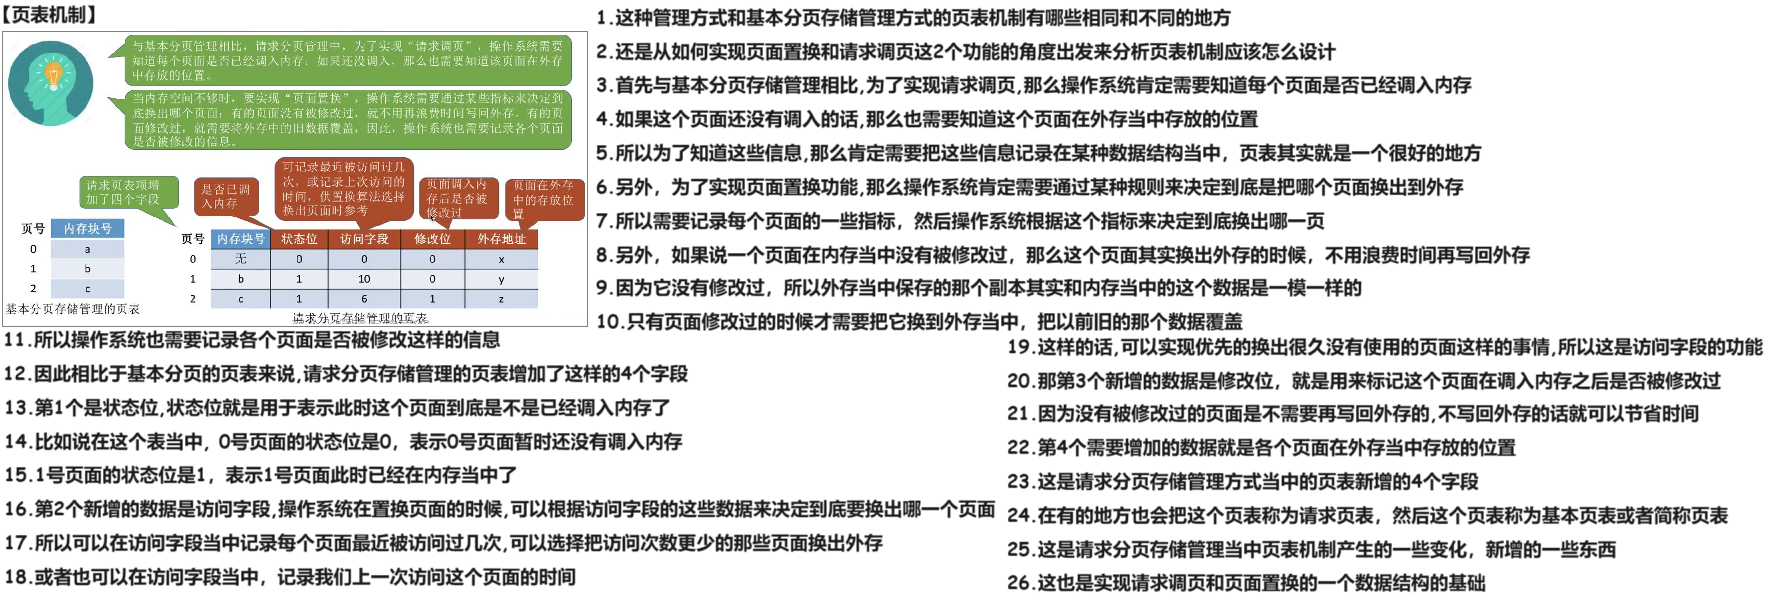 【页表机制】
与基本分页管理相比，请求分页管理中，为了实现“请求调页”，操作系统需要
知道每个页面是否已经调入内存；如果还没调入，那么也需要知道该页面在外存
中存放的位置。
当内存空间不够时，要实现“页面置换”，操作系统需要通过某些指标来决定到
底换出哪个页面；有的页面没有被修改过，就不用再浪费时间写回外存。有的页
面修改过，就需要将外存中的旧数据覆盖，因此，操作系统也需要记录各个页面
是否被修改的信息。
请求页表项增
加了四个字段
是否已调
入内存
可记录最近被访问过几
次，或记录上次访问的
时间，供置换算法选择
换出页面时参考
页面调入内
存后是否被
修改过
页面在外存
中的存放位
置
页号 内存块号
0 a
1 b
2 c
基本分页存储管理的页表
页号 内存块号 状态位 访问字段 修改位 外存地址
0 无 0 0 0 x
1 b 1 10 0 y
2 c 1 6 1 z
请求分页存储管理的页表
1.这种管理方式和基本分页存储管理方式的页表机制有哪些相同和不同的地方
2.还是从如何实现页面置换和请求调页这2个功能的角度出发来分析页表机制应该怎么设计
3.首先与基本分页存储管理相比,为了实现请求调页,那么操作系统肯定需要知道每个页面是否已经调入内存
4.如果这个页面还没有调入的话,那么也需要知道这个页面在外存当中存放的位置
5.所以为了知道这些信息,那么肯定需要把这些信息记录在某种数据结构当中，页表其实就是一个很好的地方
6.另外，为了实现页面置换功能,那么操作系统肯定需要通过某种规则来决定到底是把哪个页面换出到外存
7.所以需要记录每个页面的一些指标，然后操作系统根据这个指标来决定到底换出哪一页
8.另外，如果说一个页面在内存当中没有被修改过，那么这个页面其实换出外存的时候，不用浪费时间再写回外存
9.因为它没有修改过，所以外存当中保存的那个副本其实和内存当中的这个数据是一模一样的
10.只有页面修改过的时候才需要把它换到外存当中，把以前旧的那个数据覆盖
11.所以操作系统也需要记录各个页面是否被修改这样的信息
12.因此相比于基本分页的页表来说,请求分页存储管理的页表增加了这样的4个字段
13.第1个是状态位,状态位就是用于表示此时这个页面到底是不是已经调入内存了
14.比如说在这个表当中，0号页面的状态位是0，表示0号页面暂时还没有调入内存
15.1号页面的状态位是1，表示1号页面此时已经在内存当中了
16.第2个新增的数据是访问字段,操作系统在置换页面的时候,可以根据访问字段的这些数据来决定到底要换出哪一个页面
17.所以可以在访问字段当中记录每个页面最近被访问过几次,可以选择把访问次数更少的那些页面换出外存
18.或者也可以在访问字段当中，记录我们上一次访问这个页面的时间
19.这样的话,可以实现优先的换出很久没有使用的页面这样的事情,所以这是访问字段的功能
20.那第3个新增的数据是修改位，就是用来标记这个页面在调入内存之后是否被修改过
21.因为没有被修改过的页面是不需要再写回外存的,不写回外存的话就可以节省时间
22.第4个需要增加的数据就是各个页面在外存当中存放的位置
23.这是请求分页存储管理方式当中的页表新增的4个字段
24.在有的地方也会把这个页表称为请求页表，然后这个页表称为基本页表或者简称页表
25.这是请求分页存储管理当中页表机制产生的一些变化，新增的一些东西
26.这也是实现请求调页和页面置换的一个数据结构的基础